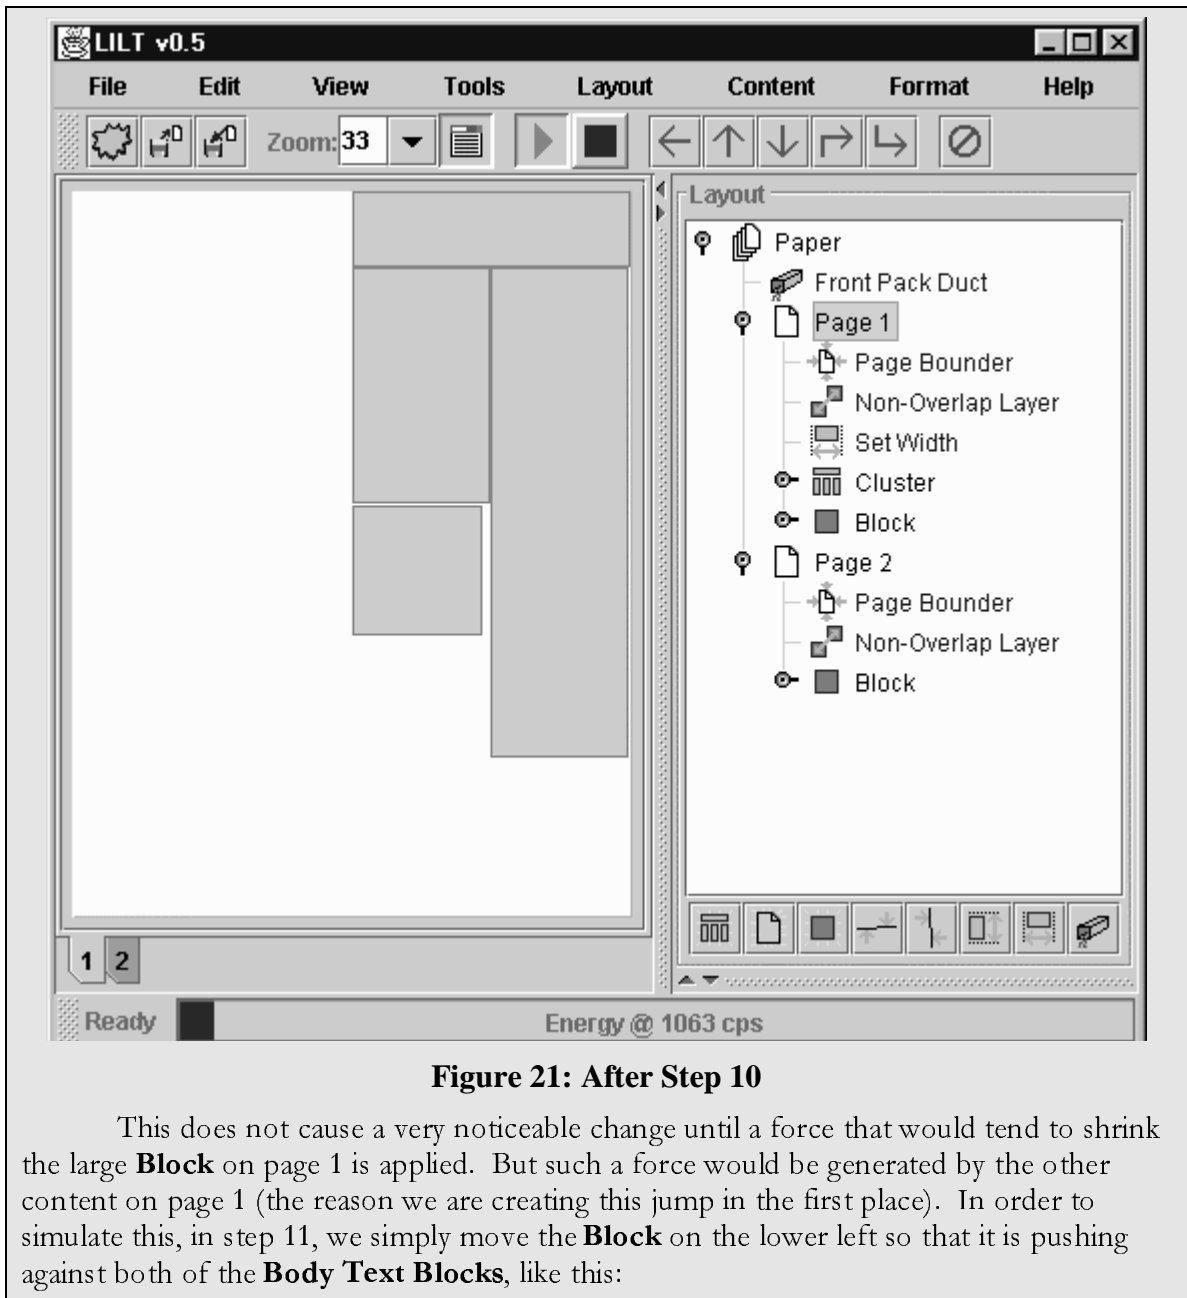 LILT v0.5
File Edit View Tools Layout Content Format Help
Zoom: 33
Layout
Paper
Front Pack Duct
Page 1
Page Bounder
Non-Overlap Layer
Set Width
Cluster
Block
Page 2
Page Bounder
Non-Overlap Layer
Block
1 2
Ready Energy @ 1063 cps
Figure 21: After Step 10
This does not cause a very noticeable change until a force that would tend to shrink
the large Block on page 1 is applied. But such a force would be generated by the other
content on page 1 (the reason we are creating this jump in the first place). In order to
simulate this, in step 11, we simply move the Block on the lower left so that it is pushing
against both of the Body Text Blocks, like this: